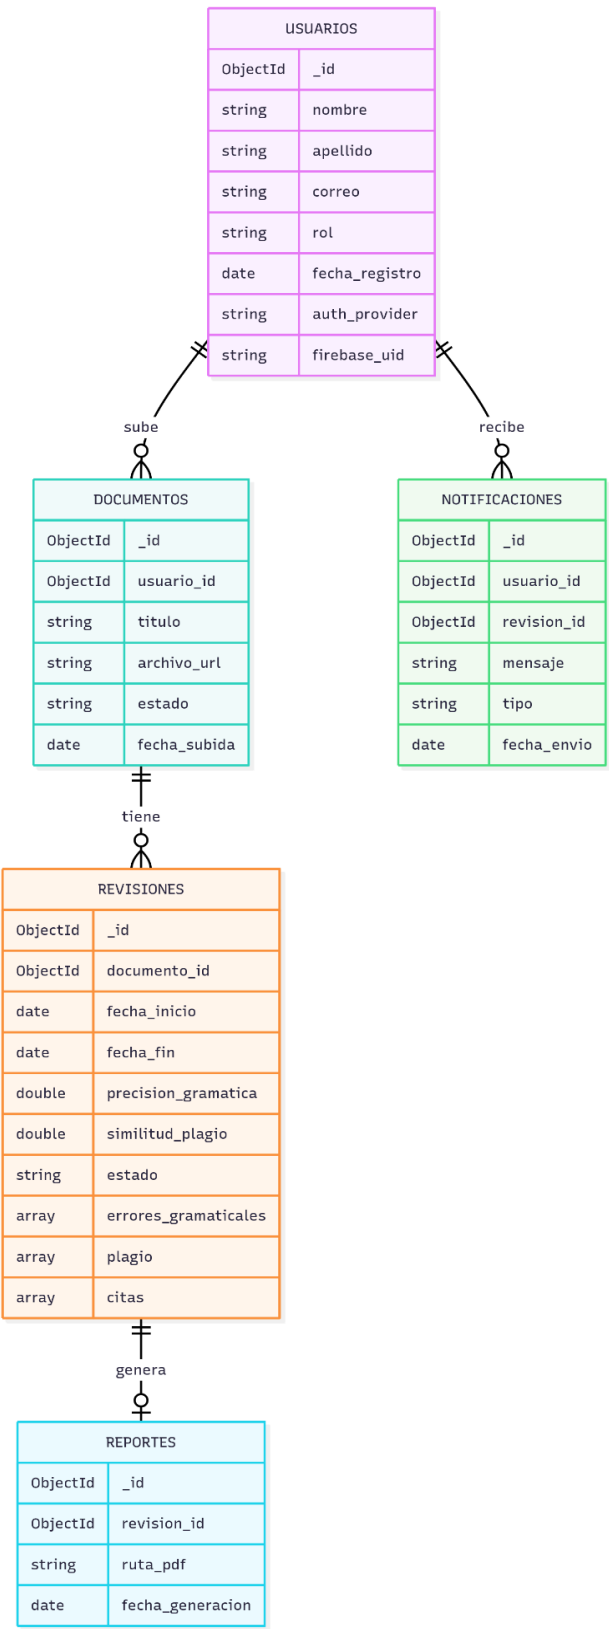 USUARIOS
ObjectId _id
string nombre
string apellido
string correo
string rol
date fecha_registro
string auth_provider
string firebase_uid
sube
recibe
DOCUMENTOS
ObjectId _id
ObjectId usuario_id
string titulo
string archivo_url
string estado
date fecha_subida
NOTIFICACIONES
ObjectId _id
ObjectId usuario_id
ObjectId revision_id
string mensaje
string tipo
date fecha_envio
tiene
REVISIONES
ObjectId _id
ObjectId documento_id
date fecha_inicio
date fecha_fin
double precision_gramatica
double similitud_plagio
string estado
array errores_gramaticales
array plagio
array citas
genera
REPORTES
ObjectId _id
ObjectId revision_id
string ruta_pdf
date fecha_generacion